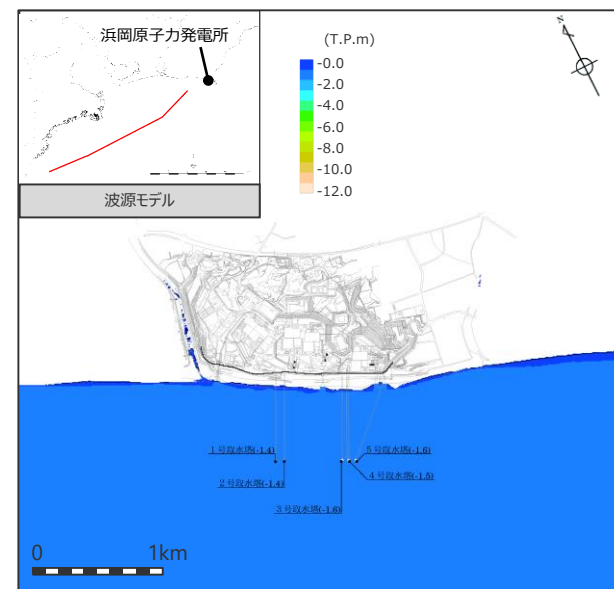 浜岡原子力発電所
波源モデル
(T.P.m)
-0.0
-2.0
-4.0
-6.0
-8.0
-10.0
-12.0
N
1号取水塔(-1.4)
2号取水塔(-1.4)
3号取水塔(-1.6)
5号取水塔(-1.6)
4号取水塔(-1.5)
0 1km